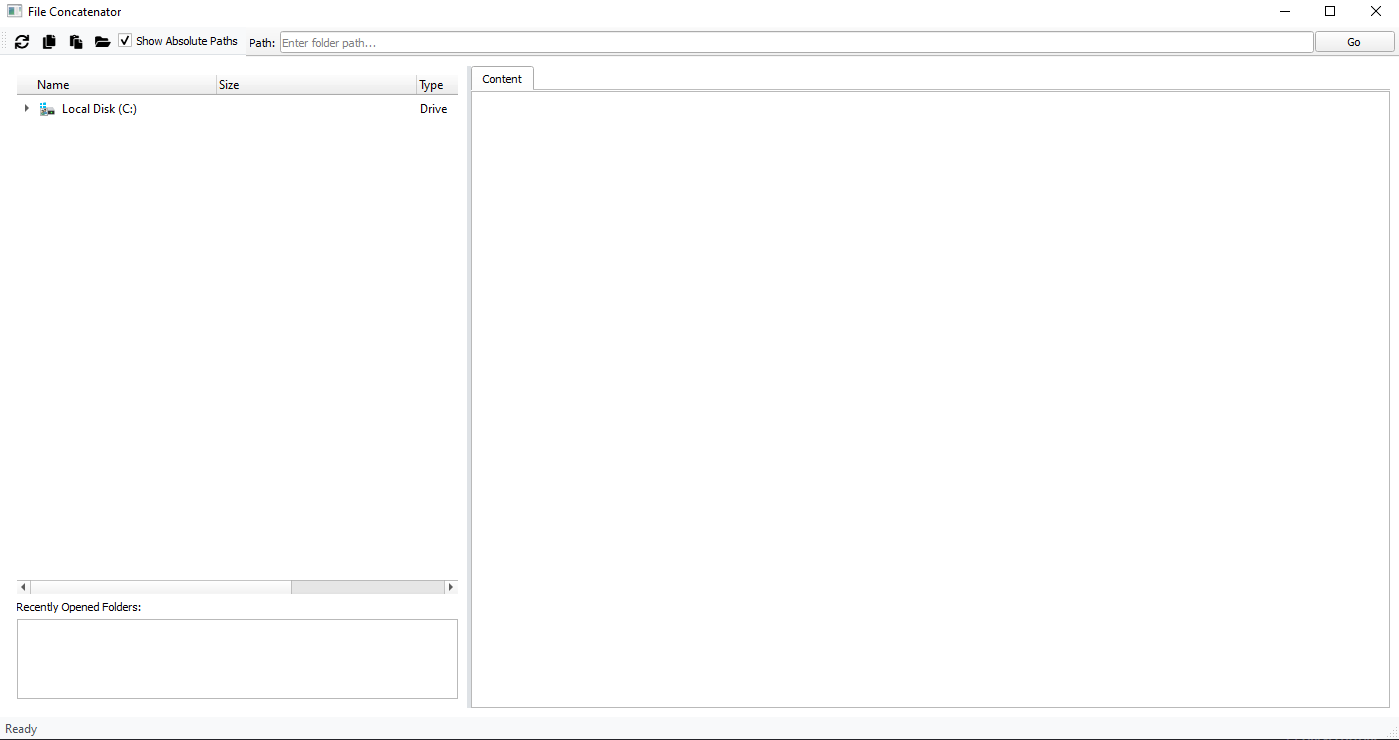 File Concatenator
Show Absolute Paths Path: Enter folder path... Go
Name Size Type
Local Disk (C:) Drive
Content
Recently Opened Folders:
Ready